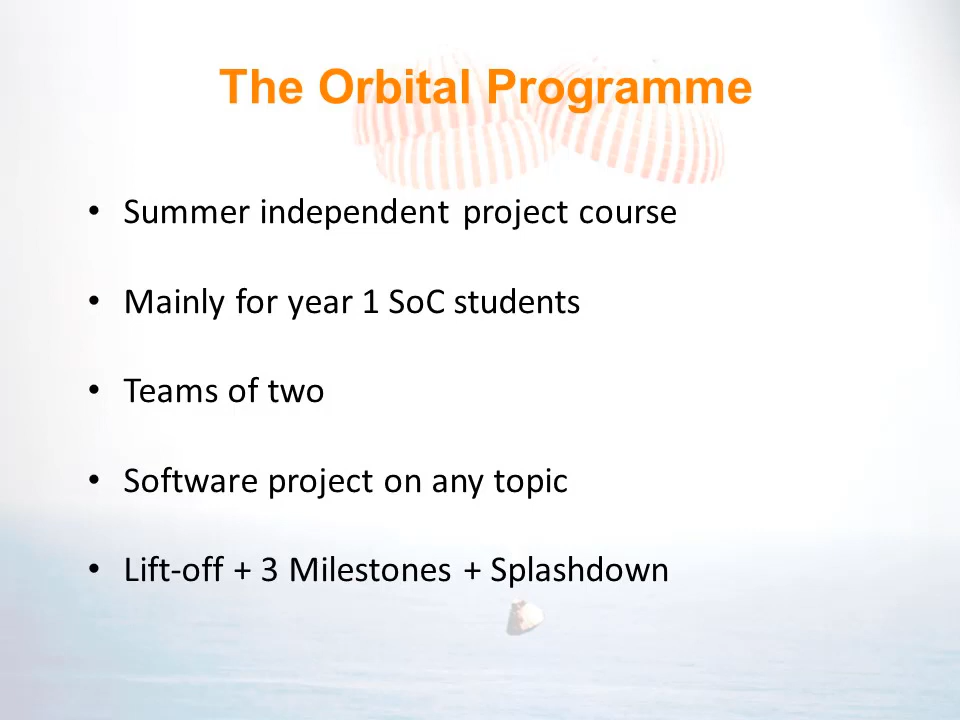 The Orbital Programme
• Summer independent project course
• Mainly for year 1 SoC students
• Teams of two
• Software project on any topic
• Lift-off + 3 Milestones + Splashdown